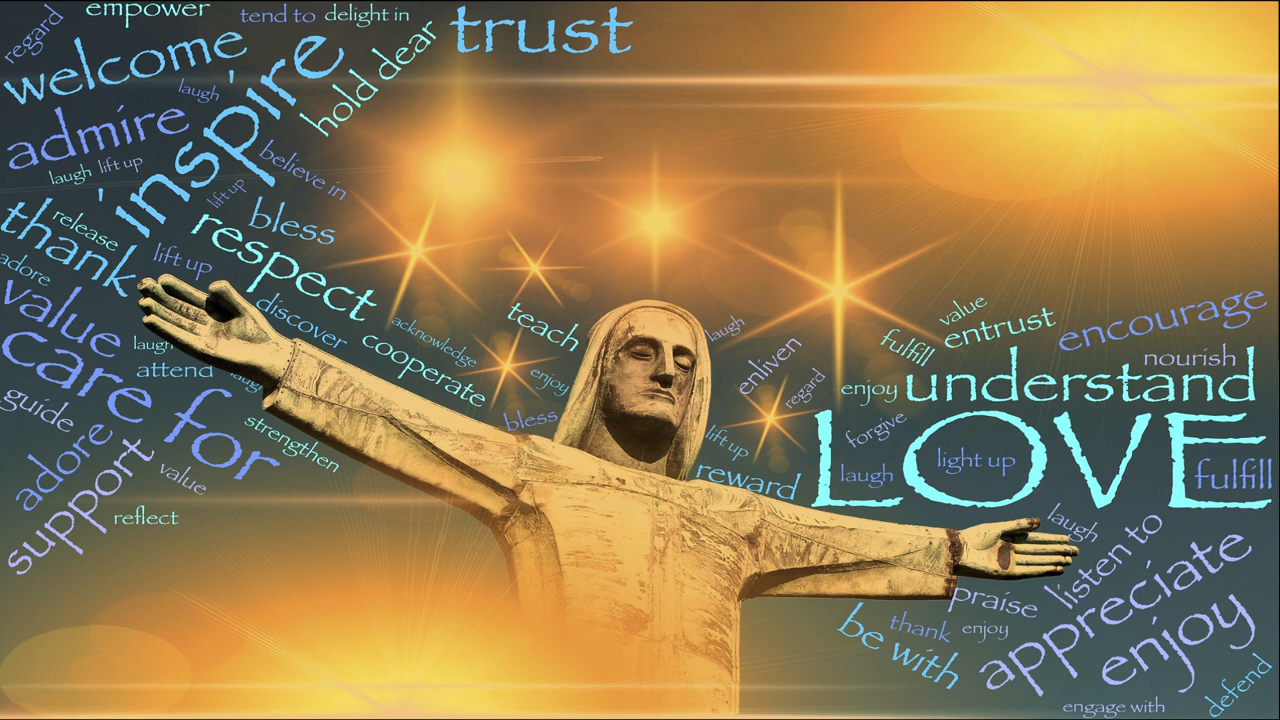 empower
tend to
delight in
trust
regard
welcome
laugh
inspire
hold dear
admire
laugh
lift up
believe in
lift up
thank
release
bless
respect
lift up
adore
value
discover
acknowledge
cooperate
teach
laugh
attend
laugh
care for
enjoy
bless
guide
adore
strengthen
support
value
reflect
laugh
enliven
regard
value
fulfill
entrust
encourage
nourish
enjoy
understand
forgive
LOVE
laugh
light up
fulfill
lift up
reward
laugh
listen to
praise
appreciate
be with
thank
enjoy
enjoy
defend
engage with